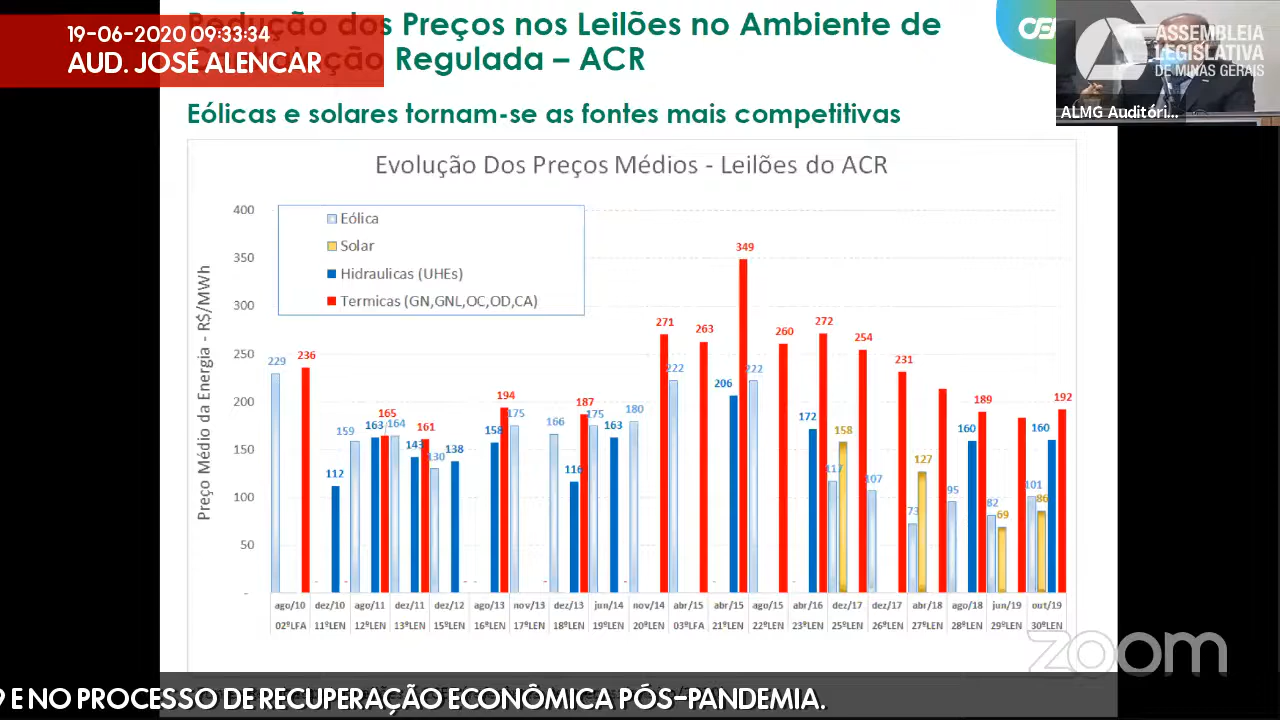 19-06-2020 09:33:34
AUD. JOSÉ ALENCAR
dos Preços nos Leilões no Ambiente de
Regulada – ACR
Eólicas e solares tornam-se as fontes mais competitivas
ASSEMBLEIA
LEGISLATIVA
DE MINAS GERAIS
ALMG Auditóri...
Evolução Dos Preços Médios - Leilões do ACR
Preço Médio da Energia - R$/MWh
400
350
300
250
200
150
100
50
-
Eólica
Solar
Hidraulicas (UHEs)
Termicas (GN,GNL,OC,OD,CA)
229 236 112 159 163 165 164 143 161 130 138 158 194 175 166 116 187 175 163 180 271 222 263 206 349 222 260 172 272 117 158 254 107 231 73 127 95 160 189 82 69 101 86 160 192
ago/10 dez/10 ago/11 dez/11 dez/12 ago/13 nov/13 dez/13 jun/14 nov/14 abr/15 abr/15 ago/15 abr/16 dez/17 dez/17 abr/18 ago/18 jun/19 out/19
02ºLFA 11ºLEN 12ºLEN 13ºLEN 15ºLEN 16ºLEN 17ºLEN 18ºLEN 19ºLEN 20ºLEN 03ºLFA 21ºLEN 22ºLEN 23ºLEN 25ºLEN 26ºLEN 27ºLEN 28ºLEN 29ºLEN 30ºLEN
zoom
9 E NO PROCESSO DE RECUPERAÇÃO ECONÔMICA PÓS-PANDEMIA.